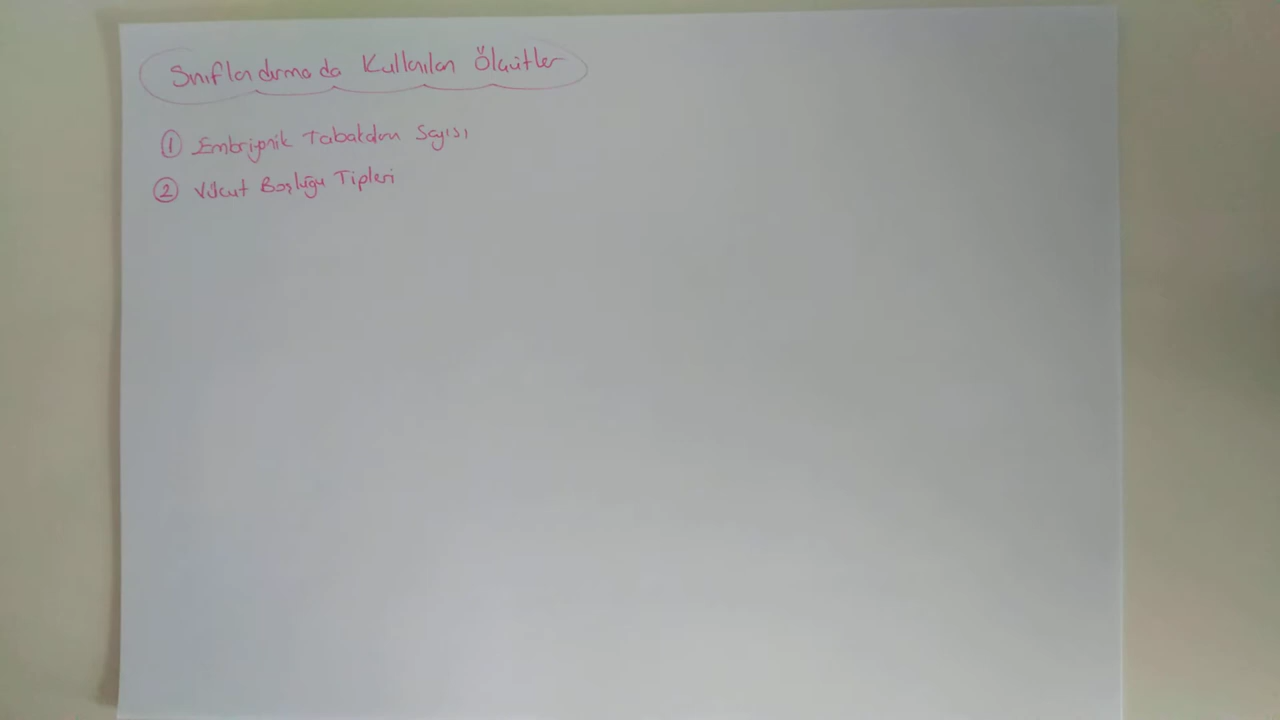 Sınıflandırmada Kullanılan Ölçütler
① Embriyonik Tabakaların Sayısı
② Vücut Boşluğu Tipleri